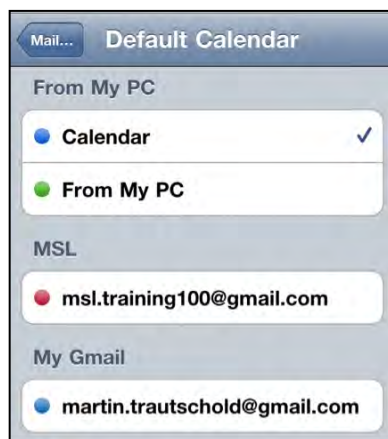 Mail... Default Calendar
From My PC
Calendar
From My PC
MSL
msl.training100@gmail.com
My Gmail
martin.trautschold@gmail.com